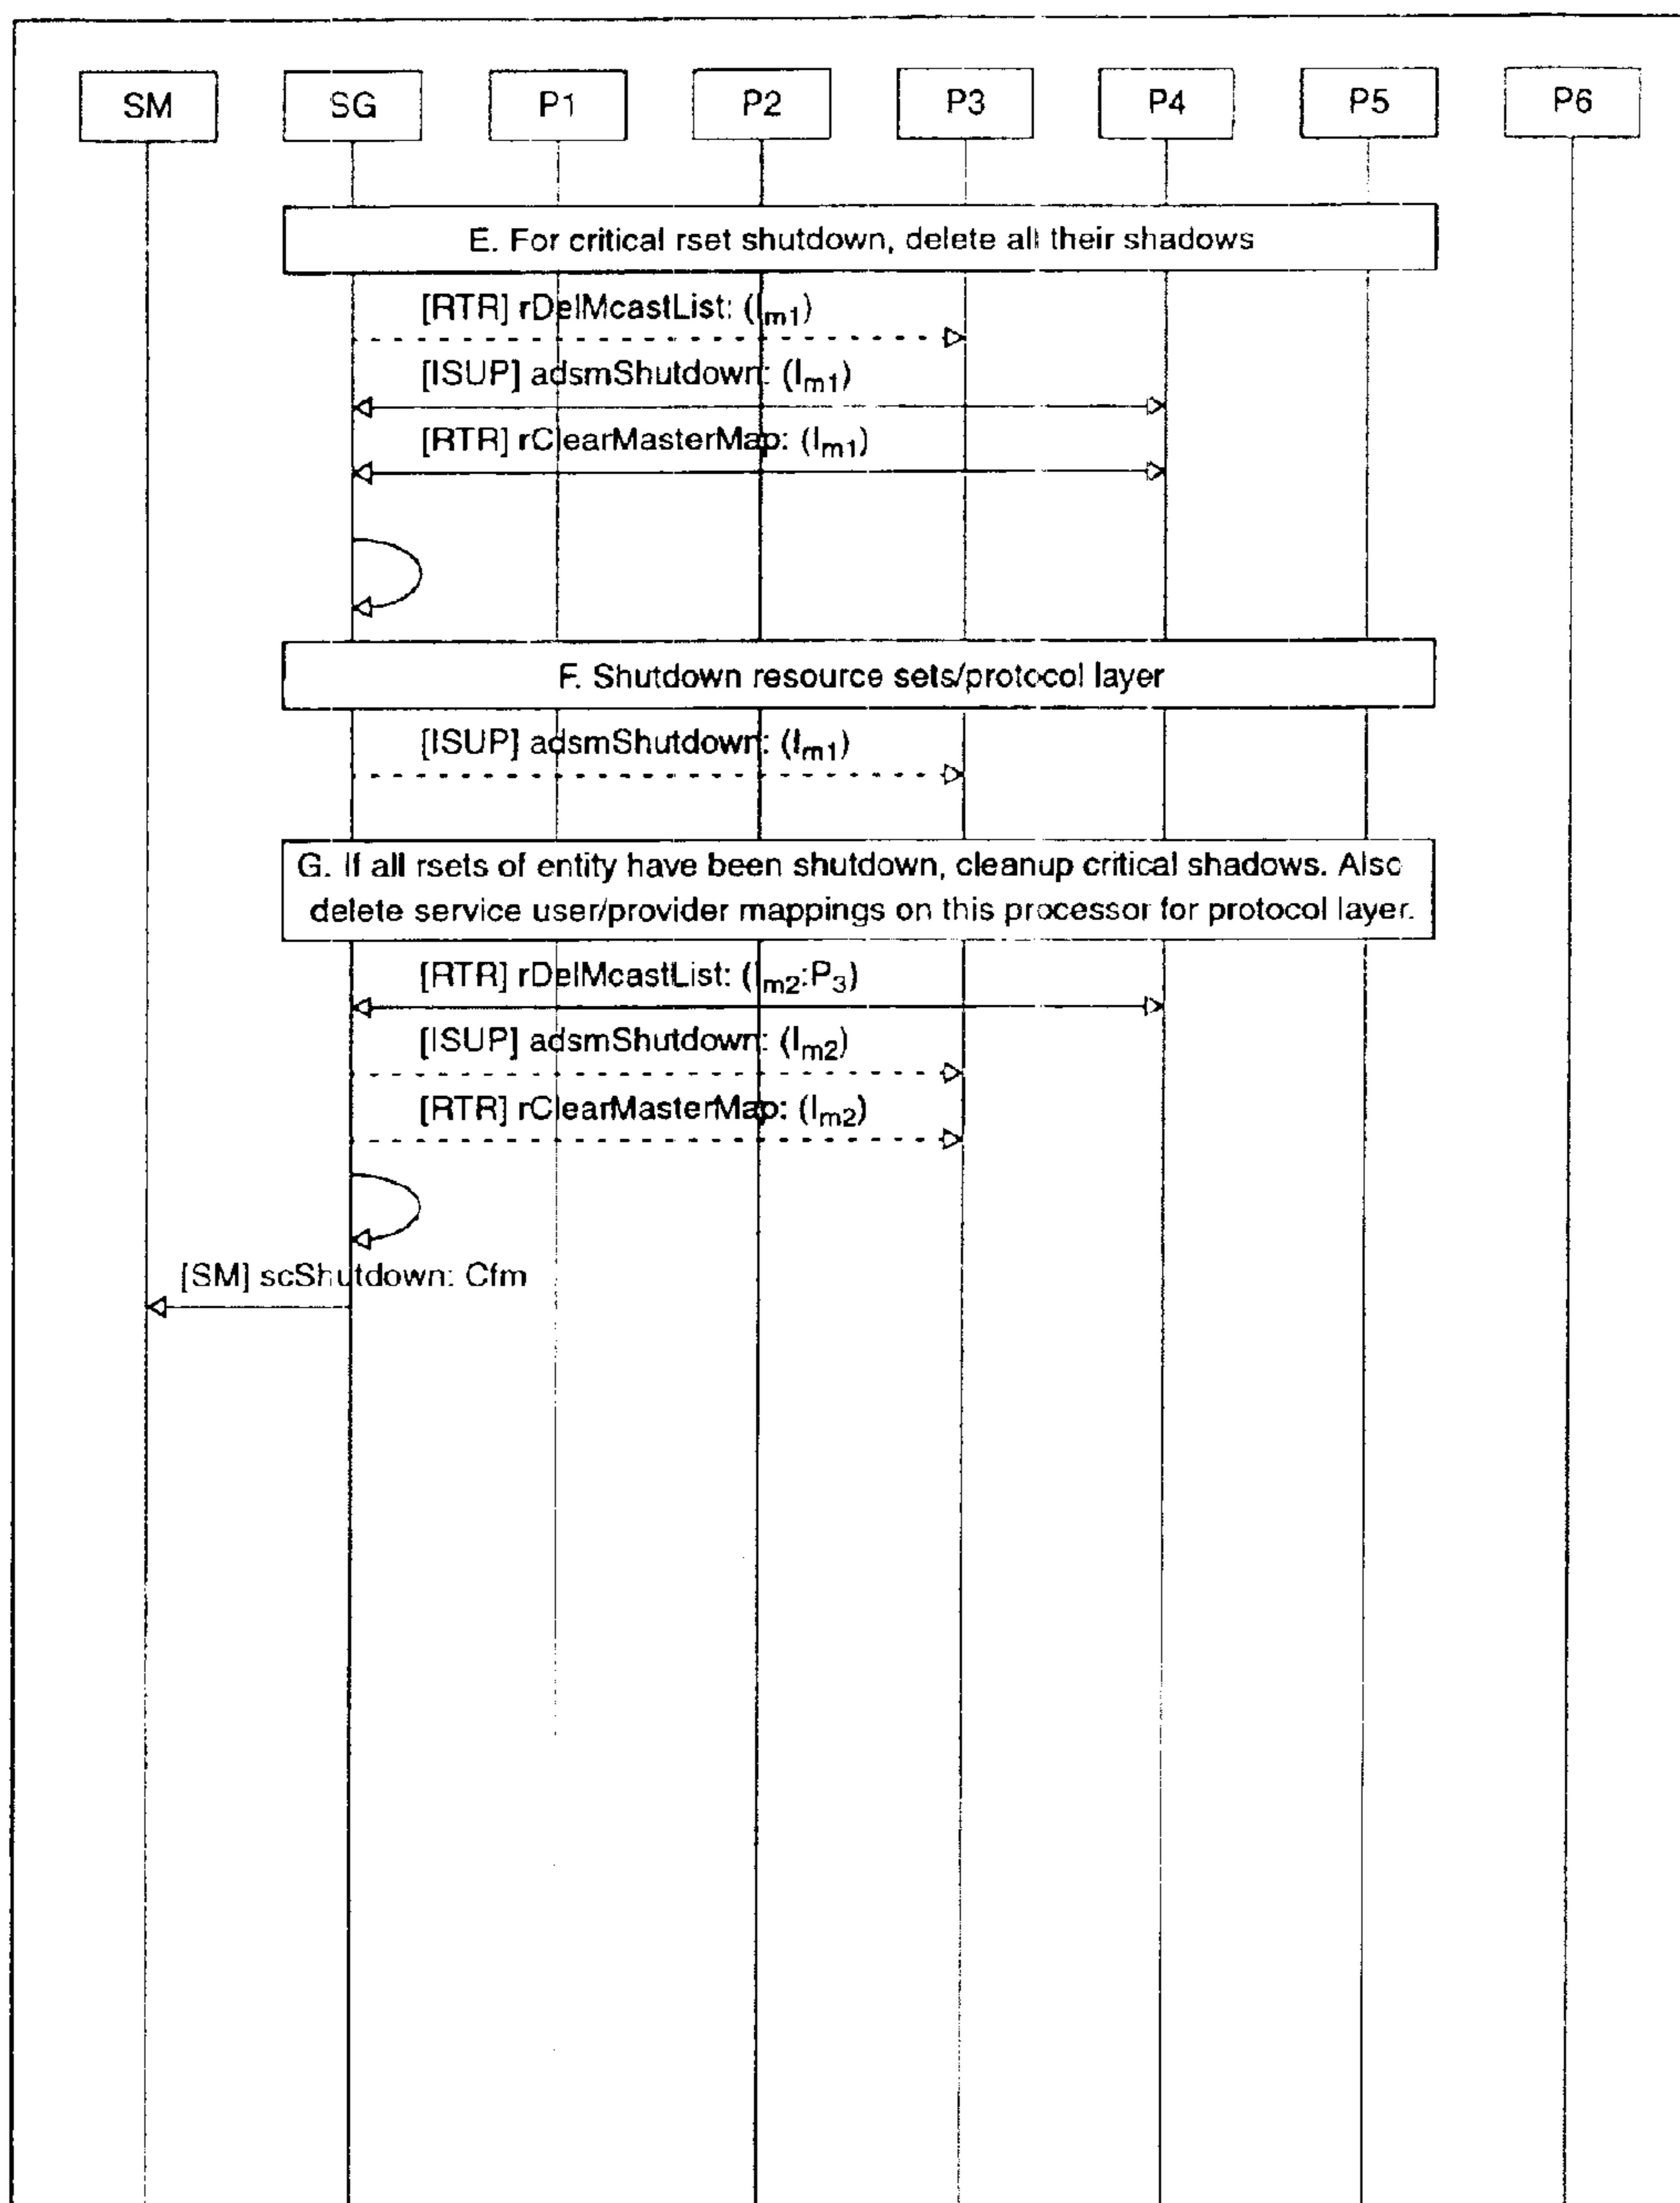 SM SG P1 P2 P3 P4 P5 P6
E. For critical rset shutdown, delete all their shadows
[RTR] rDelMcastList: (Im1)
[ISUP] adsmShutdown: (Im1)
[RTR] rClearMasterMap: (Im1)
F. Shutdown resource sets/protocol layer
[ISUP] adsmShutdown: (Im1)
G. If all rsets of entity have been shutdown, cleanup critical shadows. Also
delete service user/provider mappings on this processor for protocol layer.
[RTR] rDelMcastList: (Im2:P3)
[ISUP] adsmShutdown: (Im2)
[RTR] rClearMasterMap: (Im2)
[SM] scShutdown: Cfm